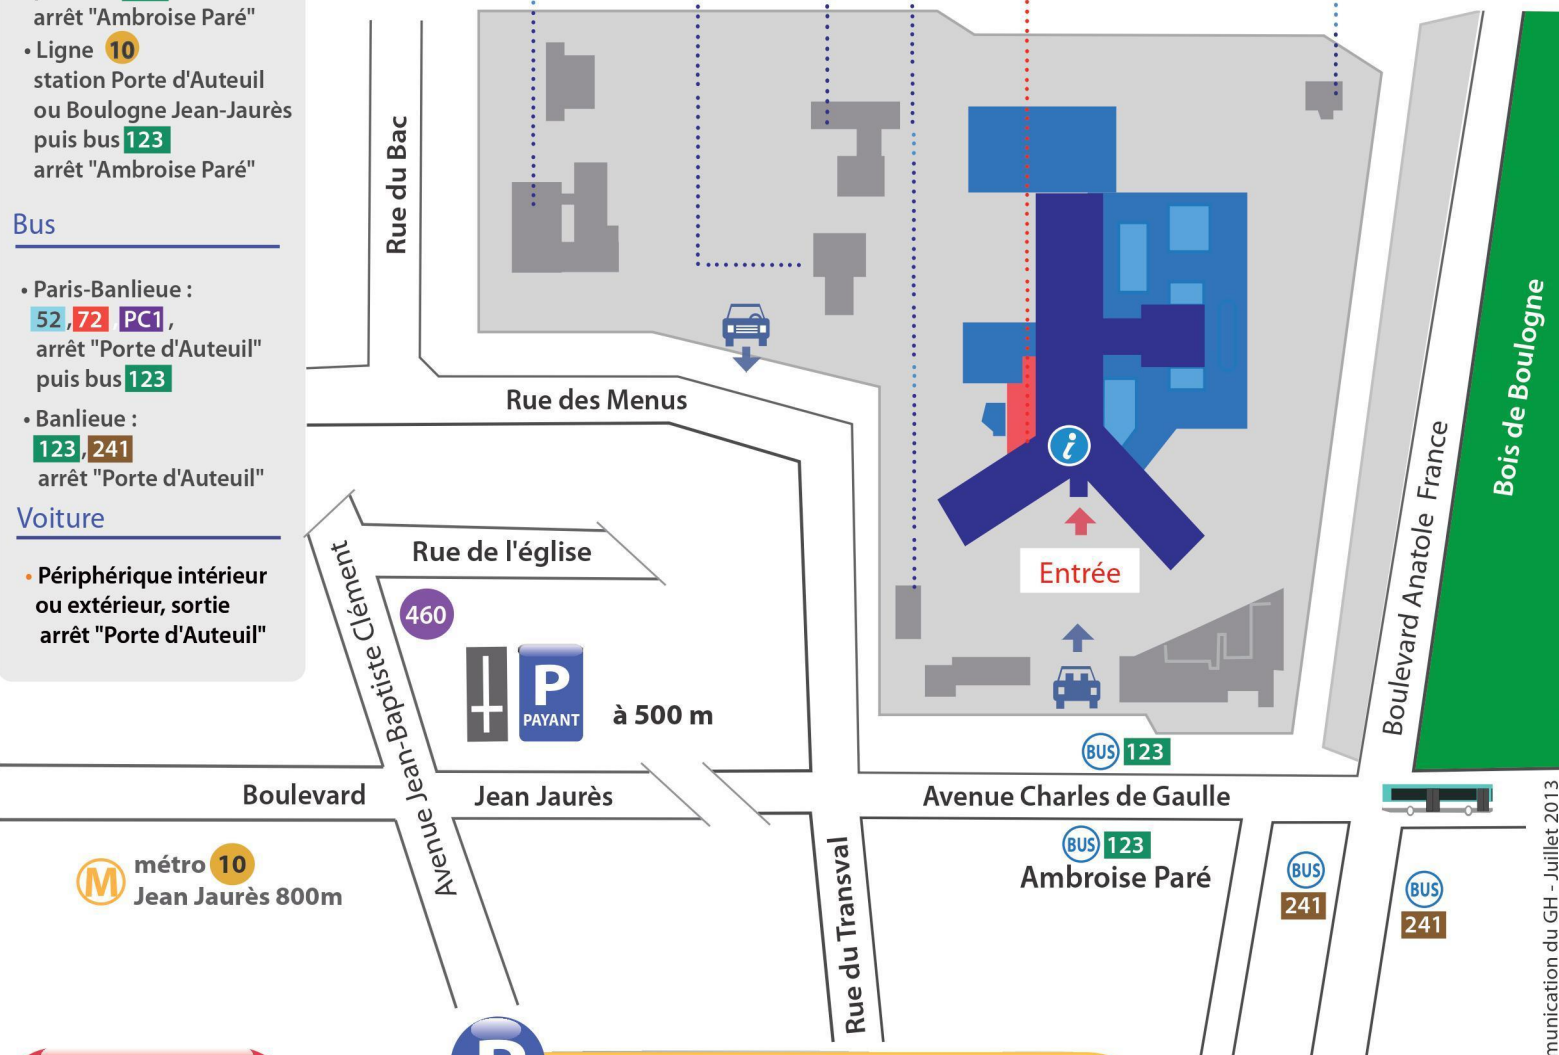 arrêt "Ambroise Paré"
• Ligne 10
station Porte d'Auteuil
ou Boulogne Jean-Jaurès
puis bus 123
arrêt "Ambroise Paré"
Bus
• Paris-Banlieue :
52, 72, PC1,
arrêt "Porte d'Auteuil"
puis bus 123
• Banlieue :
123, 241
arrêt "Porte d'Auteuil"
Voiture
• Périphérique intérieur
ou extérieur, sortie
arrêt "Porte d'Auteuil"
Rue du Bac
Rue des Menus
i
Entrée
Bois de Boulogne
Boulevard Anatole France
Rue de l'église
Avenue Jean-Baptiste Clément
460
P
PAYANT
à 500 m
BUS 123
Boulevard
Jean Jaurès
Avenue Charles de Gaulle
BUS 123
Ambroise Paré
M
métro 10
Jean Jaurès 800m
Rue du Transval
BUS
241
BUS
241
P
du GH - Juillet 2013